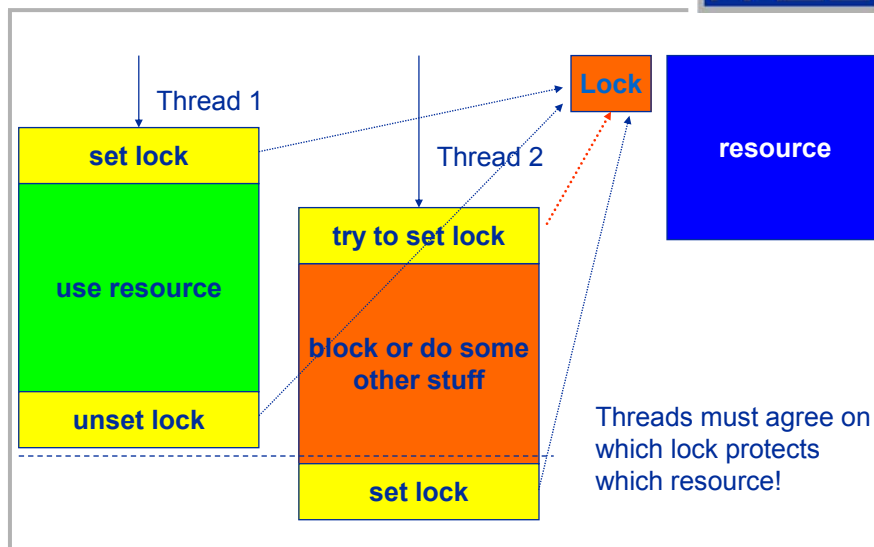 Thread 1
set lock
use resource
unset lock
Thread 2
try to set lock
block or do some
other stuff
set lock
Lock
resource
Threads must agree on
which lock protects
which resource!